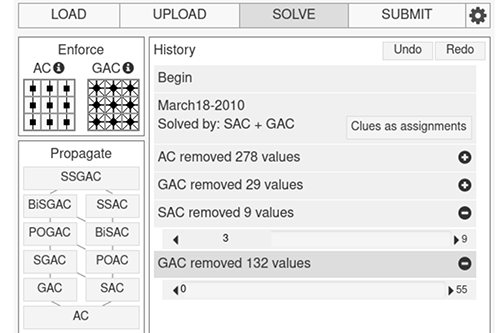 LOAD UPLOAD SOLVE SUBMIT
Enforce
AC GAC
Propagate
SSGAC
BiSGAC SSAC
POGAC BiSAC
SGAC POAC
GAC SAC
AC
History Undo Redo
Begin
March18-2010
Solved by: SAC + GAC Clues as assignments
AC removed 278 values
GAC removed 29 values
SAC removed 9 values
3 9
GAC removed 132 values
0 55